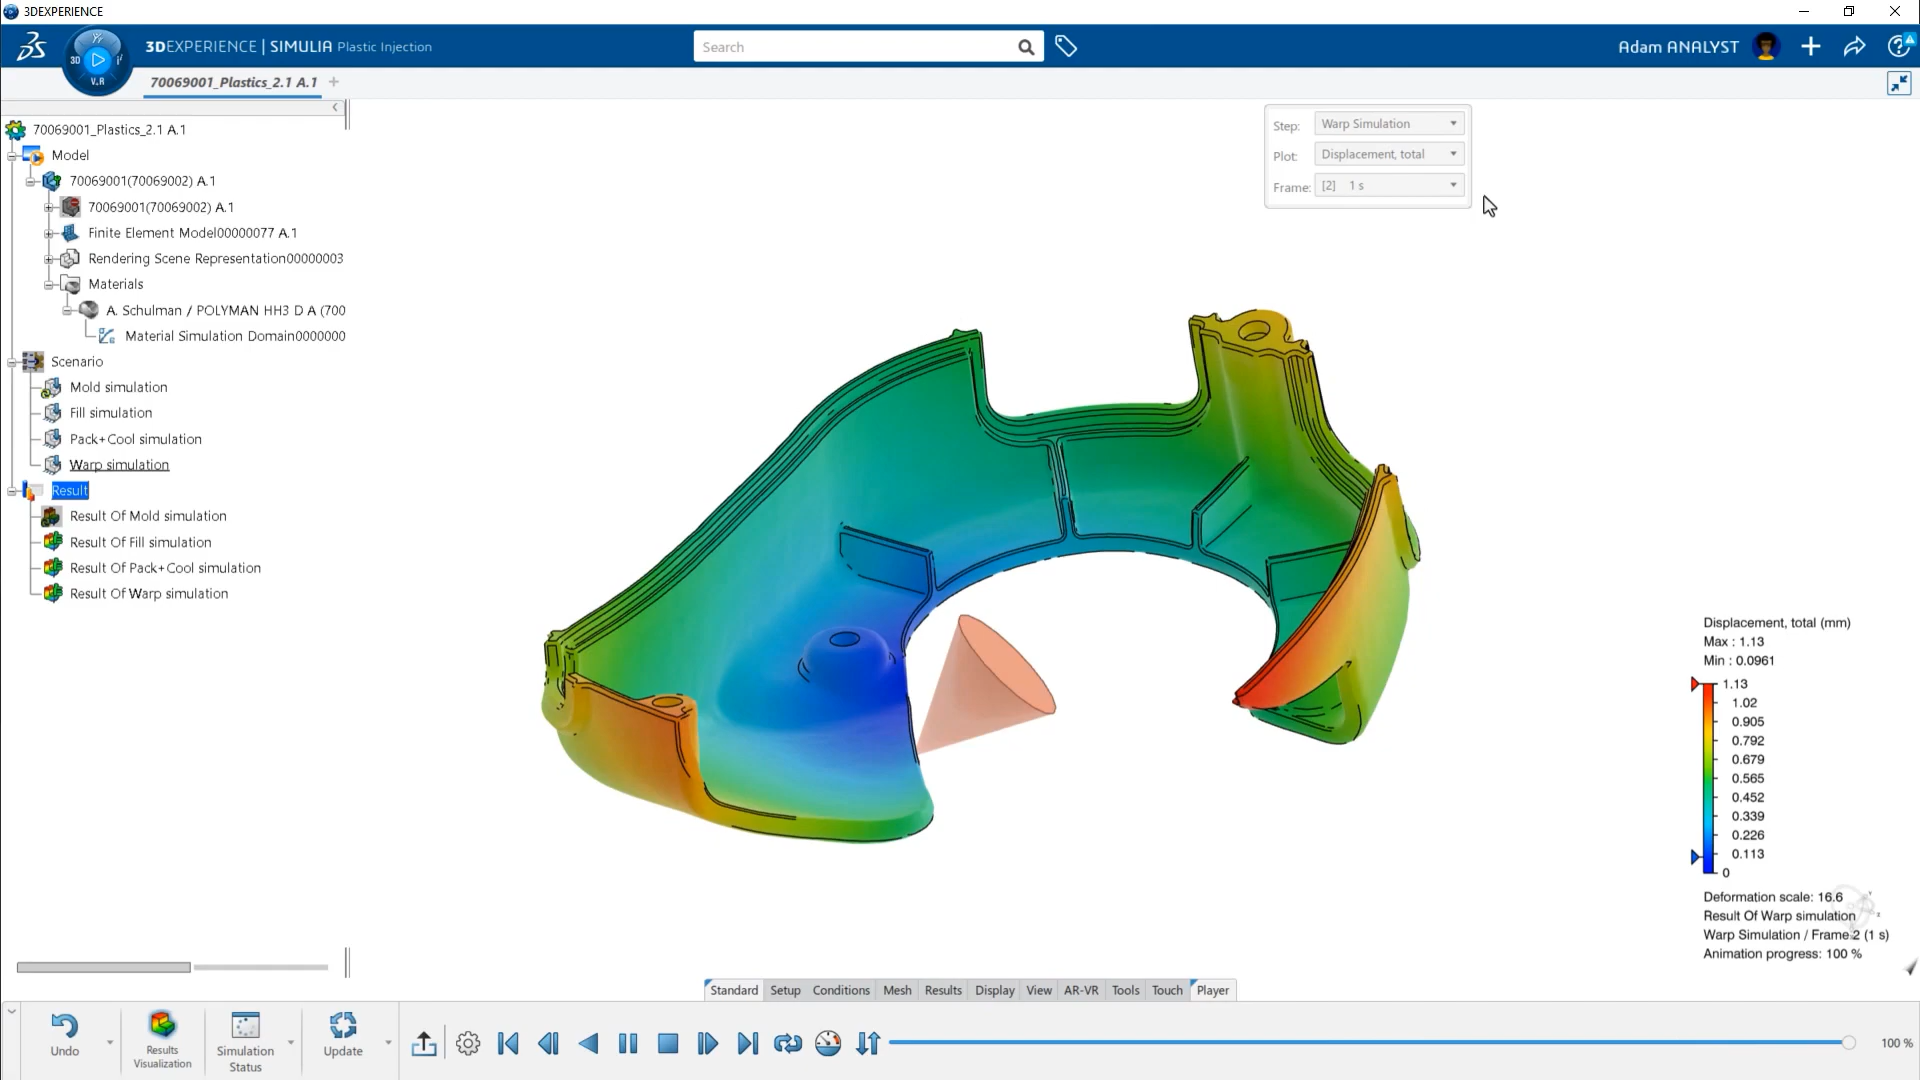 3DEXPERIENCE
3DEXPERIENCE | SIMULIA Plastic Injection
Search
Adam ANALYST
3D
V.R
70069001_Plastics_2.1 A.1
70069001_Plastics_2.1 A.1
Model
70069001(70069002) A.1
70069001(70069002) A.1
Finite Element Model00000077 A.1
Rendering Scene Representation00000003
Materials
A. Schulman / POLYMAN HH3 D A (700
Material Simulation Domain0000000
Scenario
Mold simulation
Fill simulation
Pack+Cool simulation
Warp simulation
Result
Result Of Mold simulation
Result Of Fill simulation
Result Of Pack+Cool simulation
Result Of Warp simulation
Step: Warp Simulation
Plot: Displacement, total
Frame: [2] 1 s
Displacement, total (mm)
Max : 1.13
Min : 0.0961
1.13
1.02
0.905
0.792
0.679
0.565
0.452
0.339
0.226
0.113
0
Deformation scale: 16.6
Result Of Warp simulation
Warp Simulation / Frame 2 (1 s)
Animation progress: 100 %
Standard Setup Conditions Mesh Results Display View AR-VR Tools Touch Player
Undo
Results
Visualization
Simulation
Status
Update
100 %